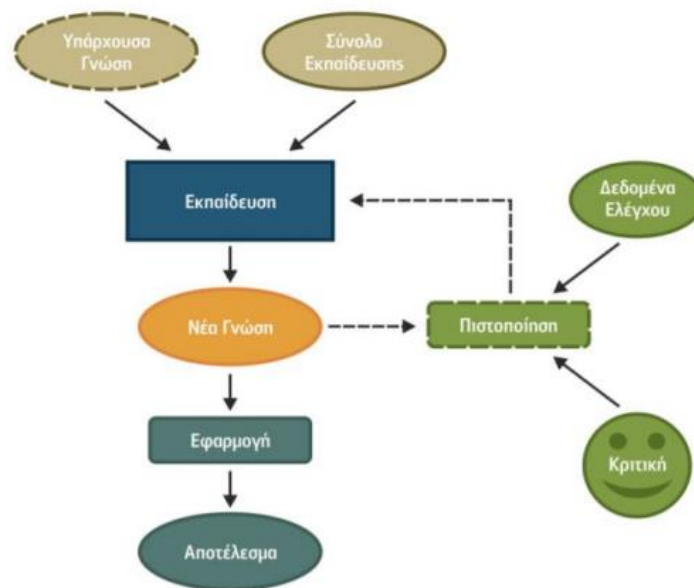 Υπάρχουσα
Γνώση
Σύνολο
Εκπαίδευσης
Εκπαίδευση
Δεδομένα
Ελέγχου
Νέα Γνώση
Πιστοποίηση
Εφαρμογή
Κριτική
Αποτέλεσμα